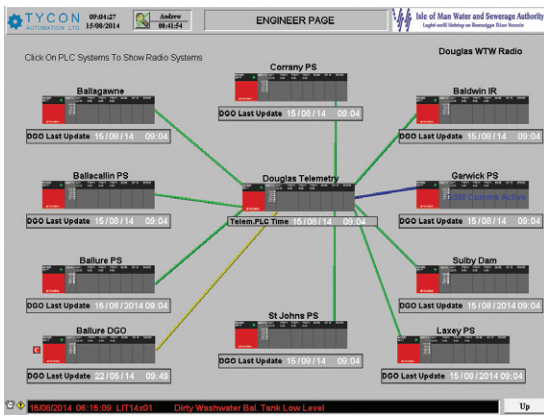 TYCON
AUTOMATION LTD
09:04:27
15/08/2014
Andrew
08:41:54
ENGINEER PAGE
Isle of Man Water and Sewerage Authority
Click On PLC Systems To Show Radio Systems
Douglas WTW Radio
Corrany PS
DGO Last Update 15/08/14 09:04
Ballagawne
DGO Last Update 15/08/14 09:04
Baldwin IR
DGO Last Update 15/08/14 09:04
Ballacallin PS
DGO Last Update 15/08/14 09:04
Douglas Telemetry
Telem.PLC Time 15/08/14 09:04
Garwick PS
GSM Comms Active
DGO Last Update 15/08/14 09:04
Ballure PS
DGO Last Update 15/08/2014 09:04
Sulby Dam
DGO Last Update 15/08/2014 09:04
Ballure DGO
DGO Last Update 22/05/14 09:49
St Johns PS
DGO Last Update 15/08/14 09:04
Laxey PS
DGO Last Update 15/08/2014 09:04
15/08/2014 06:15:09 LIT14x01 Dirty Washwater Bal. Tank Low Level
Up